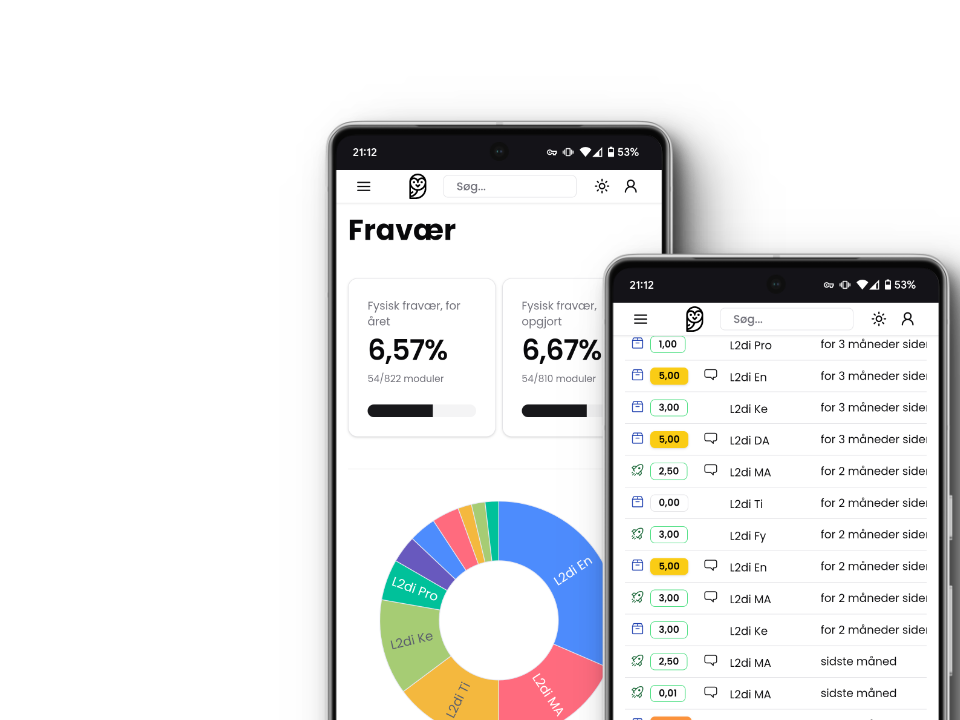 21:12
53%
Søg...
Fravær
Fysisk fravær, for
året
6,57%
54/822 moduler
Fysisk fravær,
opgjort
6,67%
54/810 moduler
L2di En
L2di Pro
L2di Ke
L2di Ti
L2di MA
21:12
53%
Søg...
1,00 L2di Pro for 3 måneder siden
5,00 L2di En for 3 måneder siden
3,00 L2di Ke for 3 måneder siden
5,00 L2di DA for 3 måneder siden
2,50 L2di MA for 2 måneder siden
0,00 L2di Ti for 2 måneder siden
3,00 L2di Fy for 2 måneder siden
5,00 L2di En for 2 måneder siden
3,00 L2di MA for 2 måneder siden
3,00 L2di Ke for 2 måneder siden
2,50 L2di MA sidste måned
0,01 L2di MA sidste måned